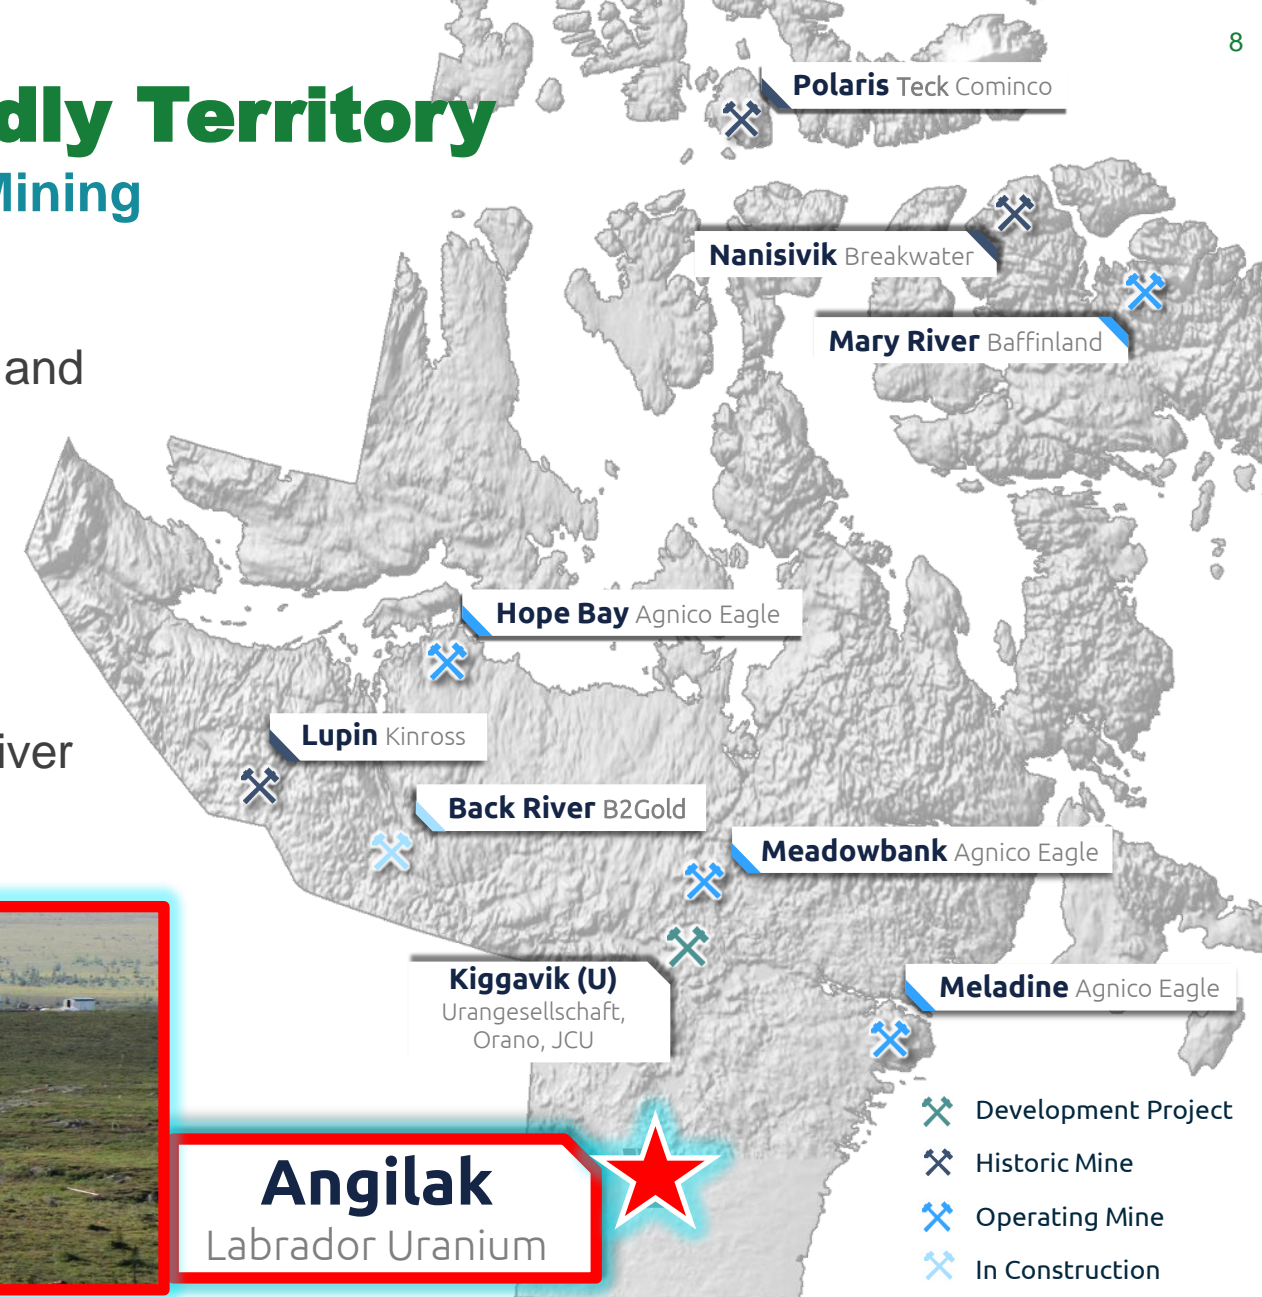 8
dly Territory
Mining
and
iver
Polaris Teck Cominco
Nanisivik Breakwater
Mary River Baffinland
Hope Bay Agnico Eagle
Lupin Kinross
Back River B2Gold
Meadowbank Agnico Eagle
Kiggavik (U)
Urangesellschaft,
Orano, JCU
Meladine Agnico Eagle
Angilak
Labrador Uranium
Development Project
Historic Mine
Operating Mine
In Construction